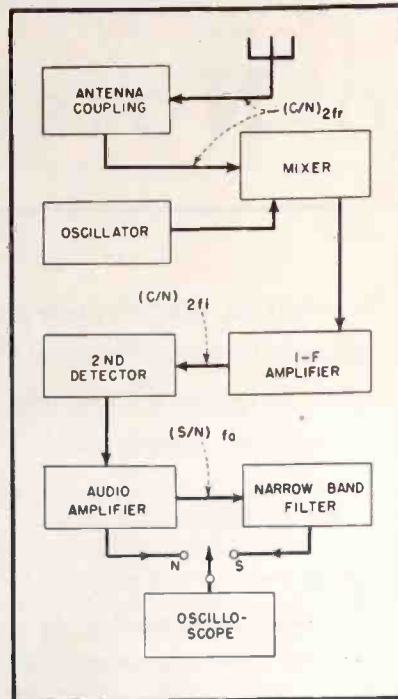 ANTENNA
COUPLING
(C/N)2fr
MIXER
OSCILLATOR
(C/N) 2fi
2ND
DETECTOR
I-F
AMPLIFIER
(S/N) fa
AUDIO
AMPLIFIER
NARROW BAND
FILTER
N
S
OSCILLO-
SCOPE